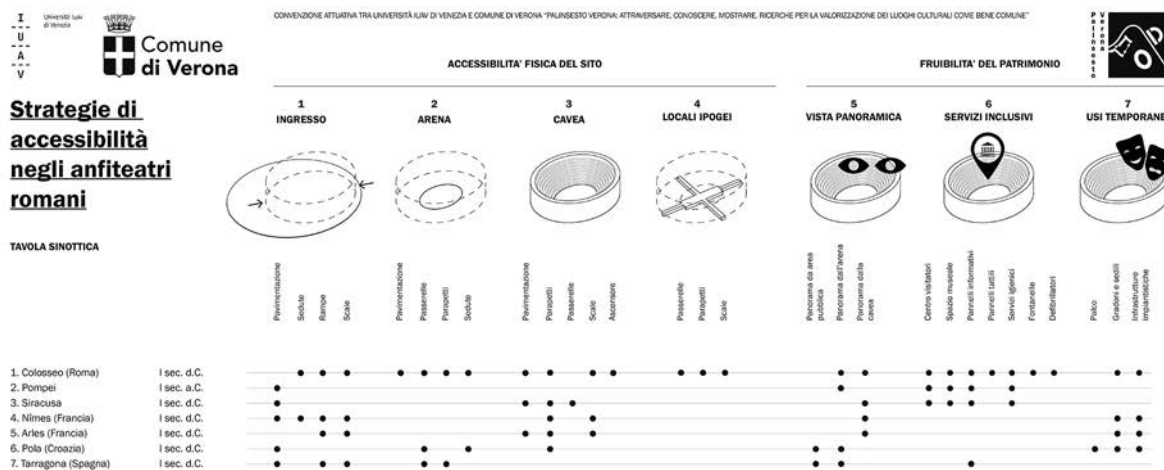 I
U
A
V
Università Iuav
di Venezia
Comune
di Verona
CONVENZIONE ATTUATIVA TRA UNIVERSITÀ IUAV DI VENEZIA E COMUNE DI VERONA "PALINSESTO VERONA: ATTRAVERSARE, CONOSCERE, MOSTRARE. RICERCHE PER LA VALORIZZAZIONE DEI LUOGHI CULTURALI COME BENE COMUNE"
Palinsesto
Verona
Strategie di
accessibilità
negli anfiteatri
romani
TAVOLA SINOTTICA
ACCESSIBILITA' FISICA DEL SITO
FRUIBILITA' DEL PATRIMONIO
1
INGRESSO
2
ARENA
3
CAVEA
4
LOCALI IPOGEI
5
VISTA PANORAMICA
6
SERVIZI INCLUSIVI
7
USI TEMPORANE
Pavimentazione
Sedute
Rampe
Scale
Pavimentazione
Passerelle
Parapetti
Sedute
Pavimentazione
Parapetti
Passerelle
Scale
Ascensore
Passerelle
Parapetti
Scale
Panorama da area
pubblica
Panorama dall'arena
Panorama dalla
cavea
Centro visitatori
Spazio museale
Pannelli informativi
Pannelli tattili
Servizi igienici
Fontanelle
Defibrillatori
Palco
Gradoni e sedili
Infrastrutture
impiantistiche
1. Colosseo (Roma) I sec. d.C.
2. Pompei I sec. a.C.
3. Siracusa I sec. d.C.
4. Nîmes (Francia) I sec. d.C.
5. Arles (Francia) I sec. d.C.
6. Pola (Croazia) I sec. d.C.
7. Tarragona (Spagna) I sec. d.C.